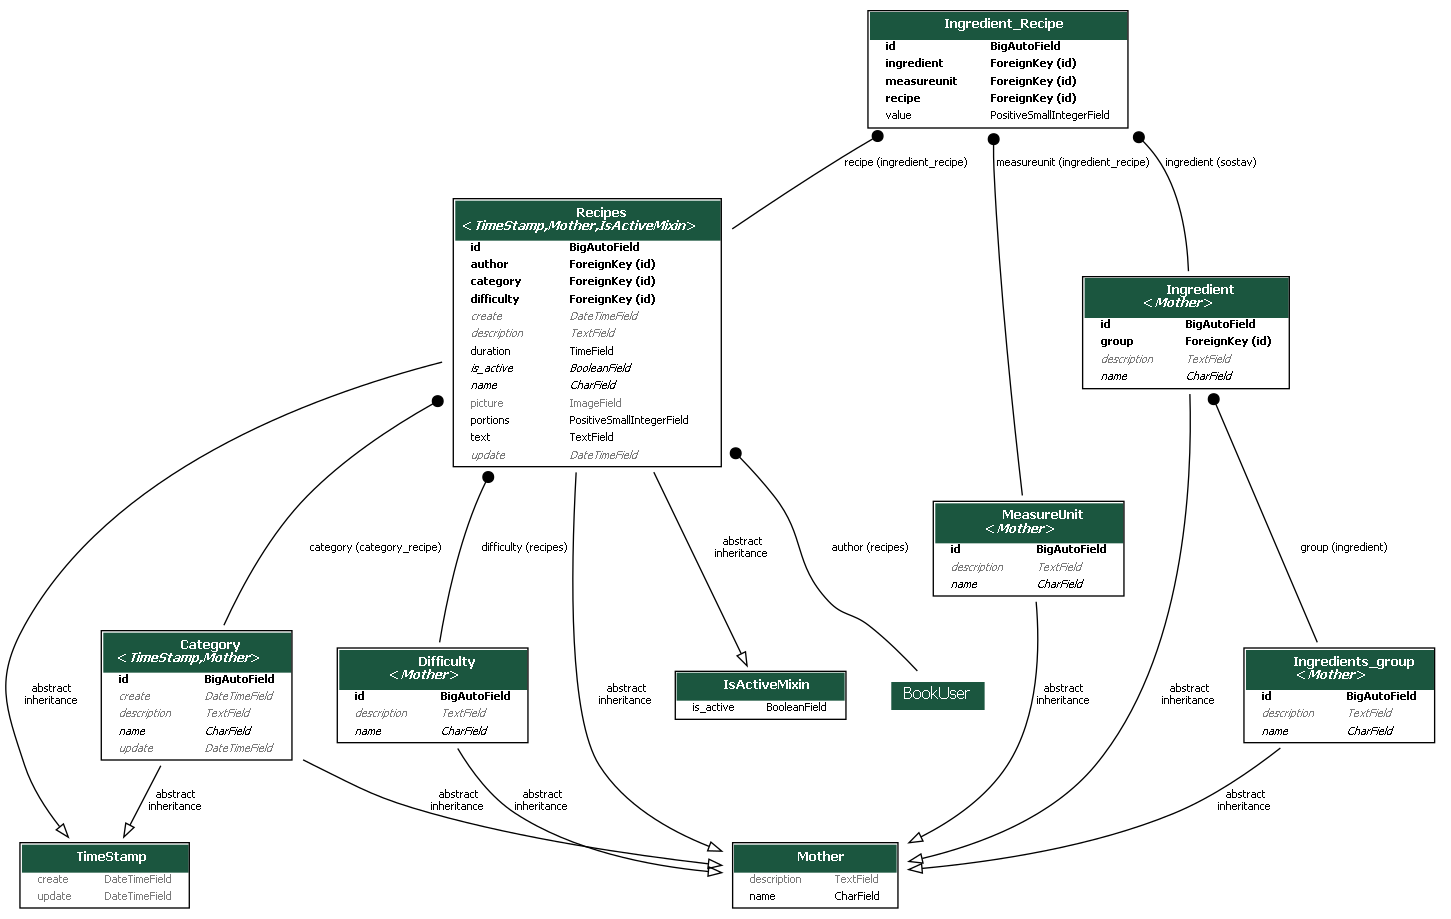 Ingredient_Recipe
id BigAutoField
ingredient ForeignKey (id)
measureunit ForeignKey (id)
recipe ForeignKey (id)
value PositiveSmallIntegerField
recipe (ingredient_recipe)
measureunit (ingredient_recipe)
ingredient (sostav)
Recipes
<TimeStamp,Mother,IsActiveMixin>
id BigAutoField
author ForeignKey (id)
category ForeignKey (id)
difficulty ForeignKey (id)
create DateTimeField
description TextField
duration TimeField
is_active BooleanField
name CharField
picture ImageField
portions PositiveSmallIntegerField
text TextField
update DateTimeField
Ingredient
<Mother>
id BigAutoField
group ForeignKey (id)
description TextField
name CharField
MeasureUnit
<Mother>
id BigAutoField
description TextField
name CharField
category (category_recipe)
difficulty (recipes)
abstract
inheritance
author (recipes)
group (ingredient)
Category
<TimeStamp,Mother>
id BigAutoField
create DateTimeField
description TextField
name CharField
update DateTimeField
Difficulty
<Mother>
id BigAutoField
description TextField
name CharField
IsActiveMixin
is_active BooleanField
BookUser
Ingredients_group
<Mother>
id BigAutoField
description TextField
name CharField
abstract
inheritance
abstract
inheritance
abstract
inheritance
abstract
inheritance
abstract
inheritance
abstract
inheritance
abstract
inheritance
abstract
inheritance
TimeStamp
create DateTimeField
update DateTimeField
Mother
description TextField
name CharField